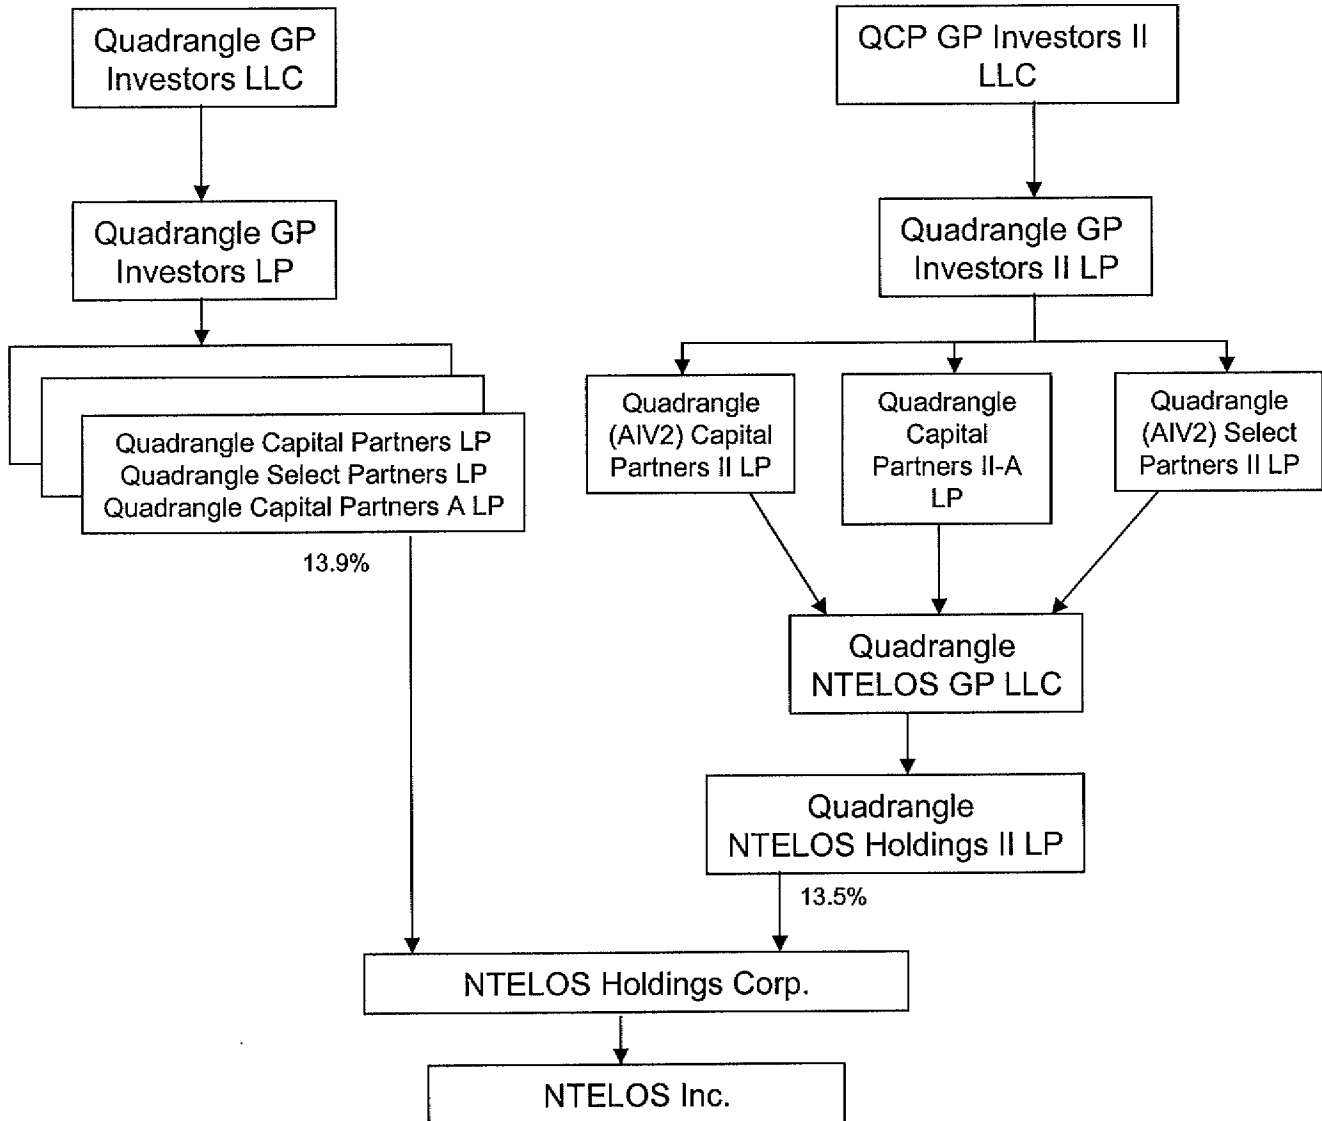 Quadrangle GP
Investors LLC
QCP GP Investors II
LLC
Quadrangle GP
Investors LP
Quadrangle GP
Investors II LP
Quadrangle Capital Partners LP
Quadrangle Select Partners LP
Quadrangle Capital Partners A LP
Quadrangle
(AIV2) Capital
Partners II LP
Quadrangle
Capital
Partners II-A
LP
Quadrangle
(AIV2) Select
Partners II LP
13.9%
Quadrangle
NTELOS GP LLC
Quadrangle
NTELOS Holdings II LP
13.5%
NTELOS Holdings Corp.
NTELOS Inc.